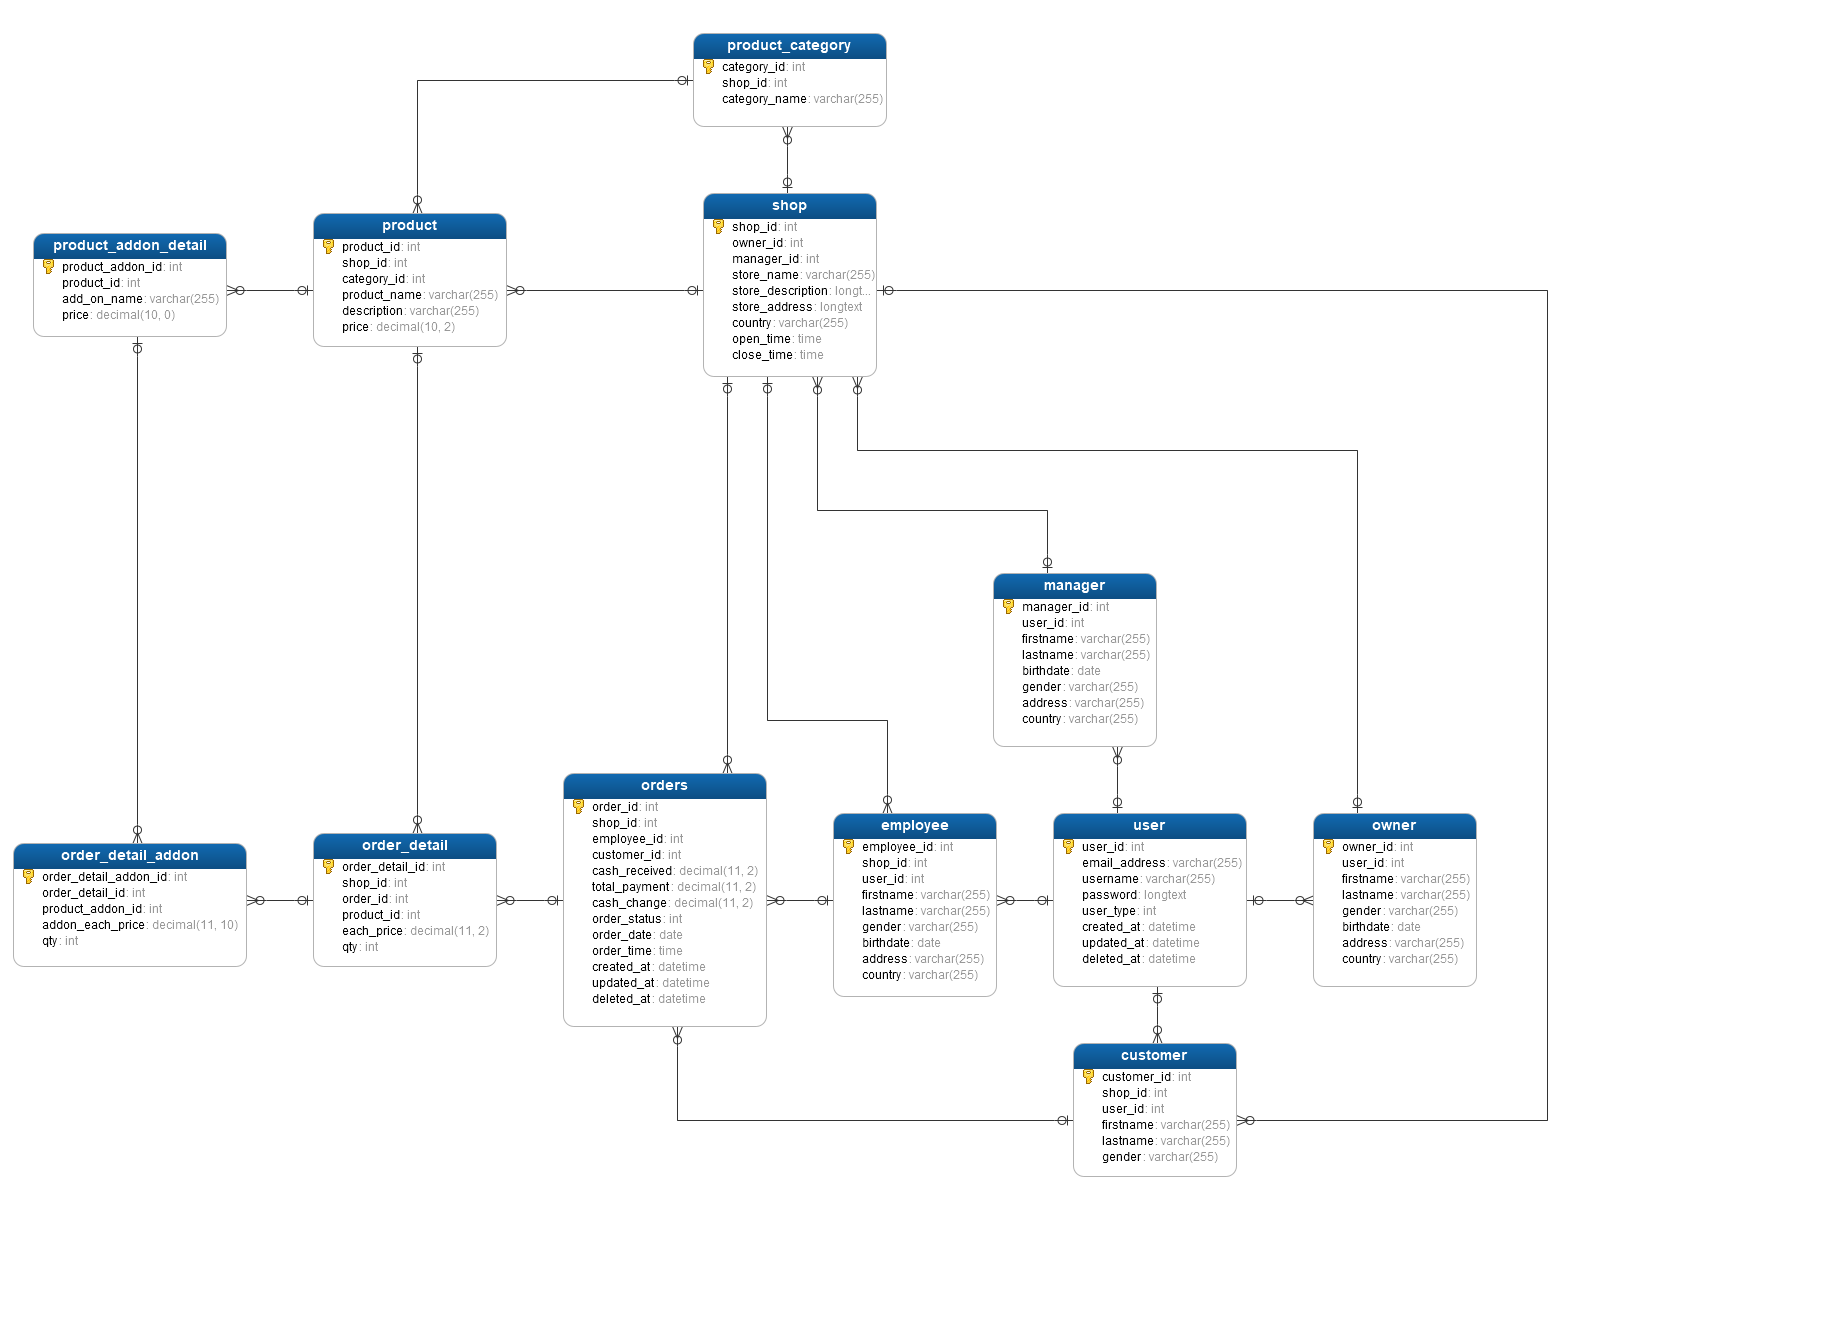 product_category
category_id: int
shop_id: int
category_name: varchar(255)
shop
shop_id: int
owner_id: int
manager_id: int
store_name: varchar(255)
store_description: longt...
store_address: longtext
country: varchar(255)
open_time: time
close_time: time
product
product_id: int
shop_id: int
category_id: int
product_name: varchar(255)
description: varchar(255)
price: decimal(10, 2)
product_addon_detail
product_addon_id: int
product_id: int
add_on_name: varchar(255)
price: decimal(10, 0)
manager
manager_id: int
user_id: int
firstname: varchar(255)
lastname: varchar(255)
birthdate: date
gender: varchar(255)
address: varchar(255)
country: varchar(255)
order_detail_addon
order_detail_addon_id: int
order_detail_id: int
product_addon_id: int
addon_each_price: decimal(11, 10)
qty: int
order_detail
order_detail_id: int
shop_id: int
order_id: int
product_id: int
each_price: decimal(11, 2)
qty: int
orders
order_id: int
shop_id: int
employee_id: int
customer_id: int
cash_received: decimal(11, 2)
total_payment: decimal(11, 2)
cash_change: decimal(11, 2)
order_status: int
order_date: date
order_time: time
created_at: datetime
updated_at: datetime
deleted_at: datetime
employee
employee_id: int
shop_id: int
user_id: int
firstname: varchar(255)
lastname: varchar(255)
gender: varchar(255)
birthdate: date
address: varchar(255)
country: varchar(255)
user
user_id: int
email_address: varchar(255)
username: varchar(255)
password: longtext
user_type: int
created_at: datetime
updated_at: datetime
deleted_at: datetime
owner
owner_id: int
user_id: int
firstname: varchar(255)
lastname: varchar(255)
gender: varchar(255)
birthdate: date
address: varchar(255)
country: varchar(255)
customer
customer_id: int
shop_id: int
user_id: int
firstname: varchar(255)
lastname: varchar(255)
gender: varchar(255)